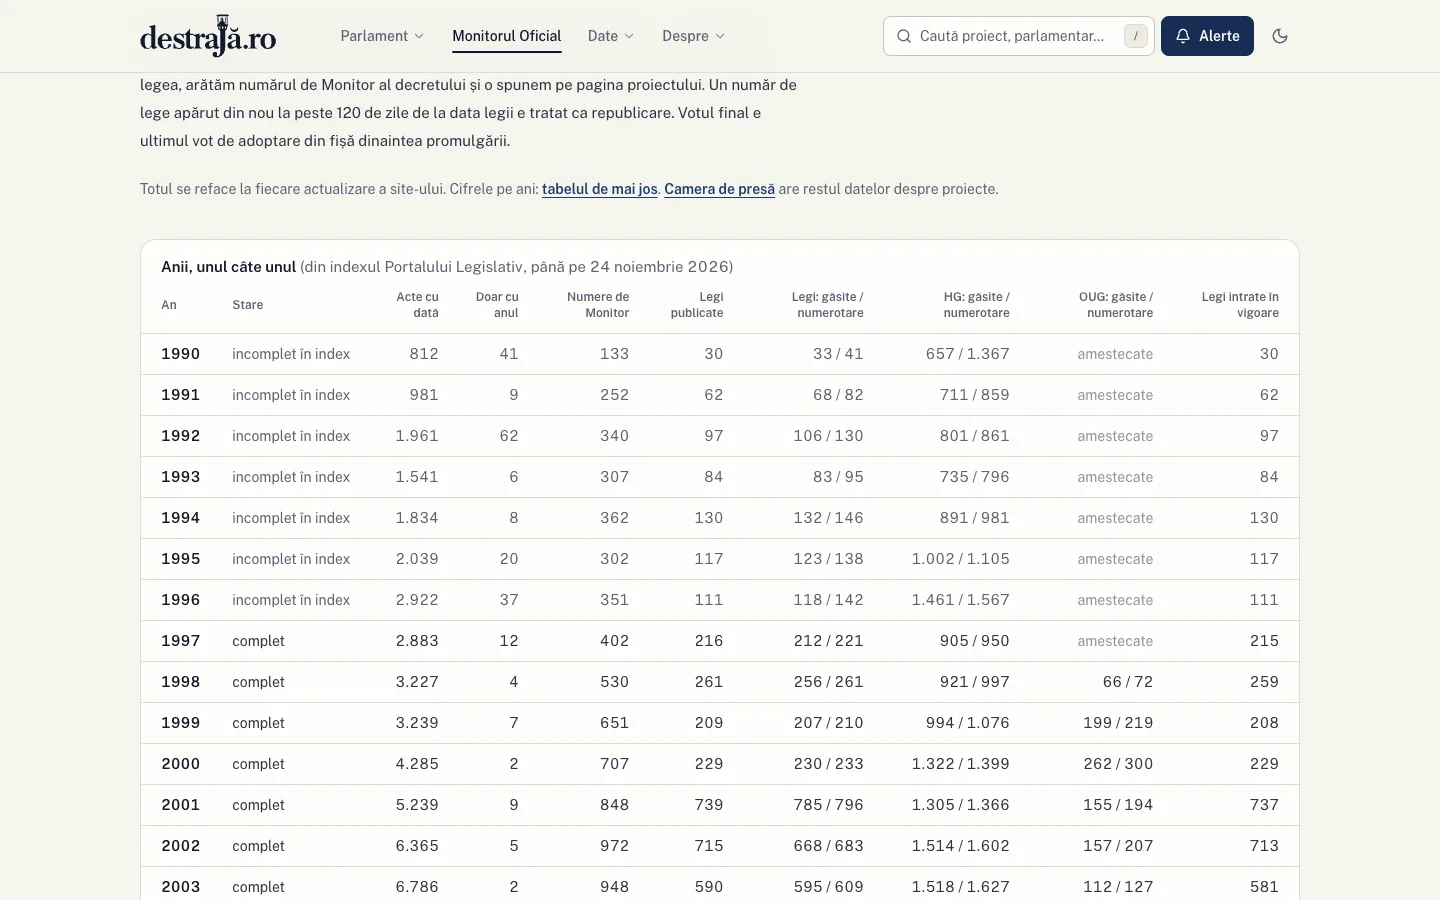 destrajă.ro
Parlament
Monitorul Oficial
Date
Despre
Caută proiect, parlamentar...
/
Alerte
legea, arătăm numărul de Monitor al decretului și o spunem pe pagina proiectului. Un număr de
lege apărut din nou la peste 120 de zile de la data legii e tratat ca republicare. Votul final e
ultimul vot de adoptare din fișă dinaintea promulgării.
Totul se reface la fiecare actualizare a site-ului. Cifrele pe ani: tabelul de mai jos. Camera de presă are restul datelor despre proiecte.
Anii, unul câte unul (din indexul Portalului Legislativ, până pe 24 noiembrie 2026)
An Stare Acte cu dată Doar cu anul Numere de Monitor Legi publicate Legi: găsite / numerotare HG: găsite / numerotare OUG: găsite / numerotare Legi intrate în vigoare
1990 incomplet în index 812 41 133 30 33 / 41 657 / 1.367 amestecate 30
1991 incomplet în index 981 9 252 62 68 / 82 711 / 859 amestecate 62
1992 incomplet în index 1.961 62 340 97 106 / 130 801 / 861 amestecate 97
1993 incomplet în index 1.541 6 307 84 83 / 95 735 / 796 amestecate 84
1994 incomplet în index 1.834 8 362 130 132 / 146 891 / 981 amestecate 130
1995 incomplet în index 2.039 20 302 117 123 / 138 1.002 / 1.105 amestecate 117
1996 incomplet în index 2.922 37 351 111 118 / 142 1.461 / 1.567 amestecate 111
1997 complet 2.883 12 402 216 212 / 221 905 / 950 amestecate 215
1998 complet 3.227 4 530 261 256 / 261 921 / 997 66 / 72 259
1999 complet 3.239 7 651 209 207 / 210 994 / 1.076 199 / 219 208
2000 complet 4.285 2 707 229 230 / 233 1.322 / 1.399 262 / 300 229
2001 complet 5.239 9 848 739 785 / 796 1.305 / 1.366 155 / 194 737
2002 complet 6.365 5 972 715 668 / 683 1.514 / 1.602 157 / 207 713
2003 complet 6.786 2 948 590 595 / 609 1.518 / 1.627 112 / 127 581